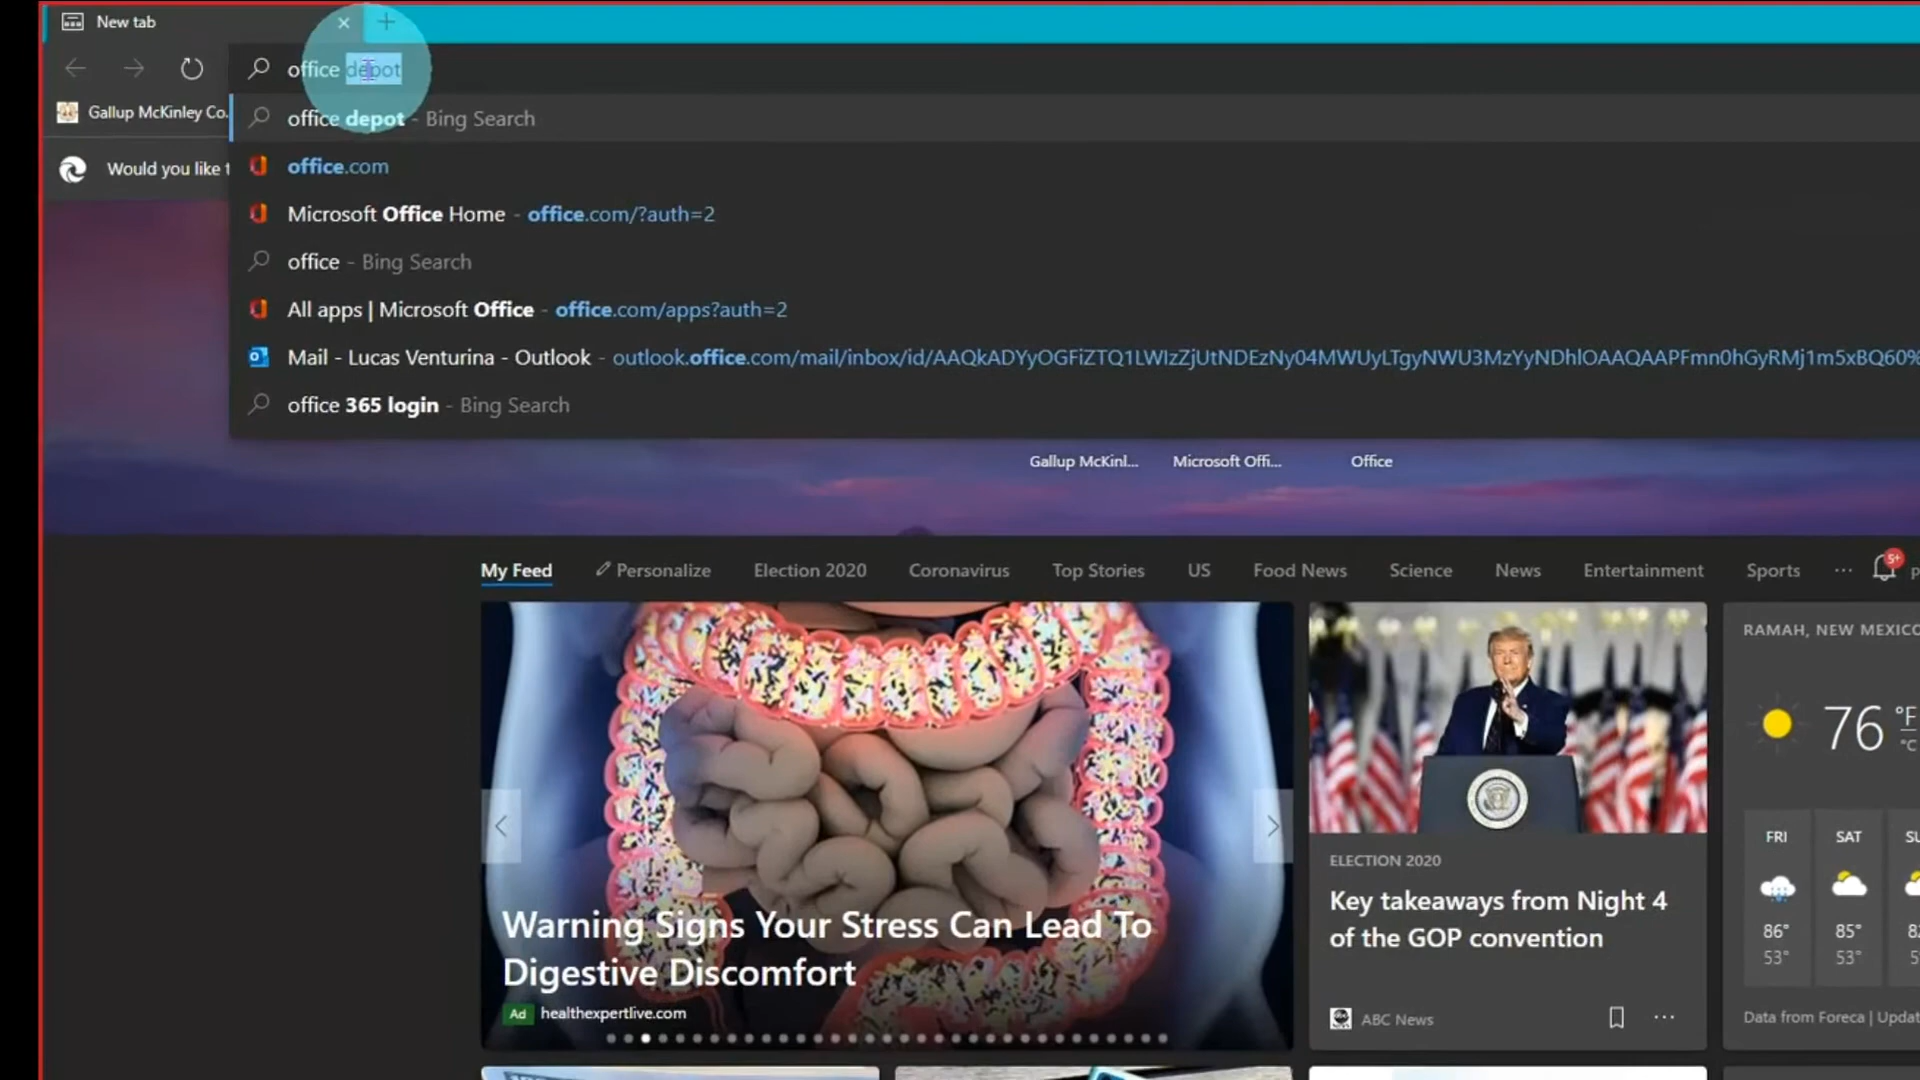 New tab
office depot
Gallup McKinley Co.
office depot - Bing Search
Would you like t
office.com
Microsoft Office Home - office.com/?auth=2
office - Bing Search
All apps | Microsoft Office - office.com/apps?auth=2
Mail - Lucas Venturina - Outlook - outlook.office.com/mail/inbox/id/AAQkADYyOGFiZTQ1LWIzZjUtNDEzNy04MWUyLTgyNWU3MzYyNDhlOAAQAAPFmn0hGyRMj1m5xBQ60%
office 365 login - Bing Search
Gallup McKinl... Microsoft Offi... Office
My Feed Personalize Election 2020 Coronavirus Top Stories US Food News Science News Entertainment Sports ... 5+ p
RAMAH, NEW MEXICO
76 °F
°C
Warning Signs Your Stress Can Lead To
Digestive Discomfort
Ad healthexpertlive.com
ELECTION 2020
Key takeaways from Night 4
of the GOP convention
abc ABC News
FRI SAT SU
86° 85° 82
53° 53° 5
Data from Foreca | Updat